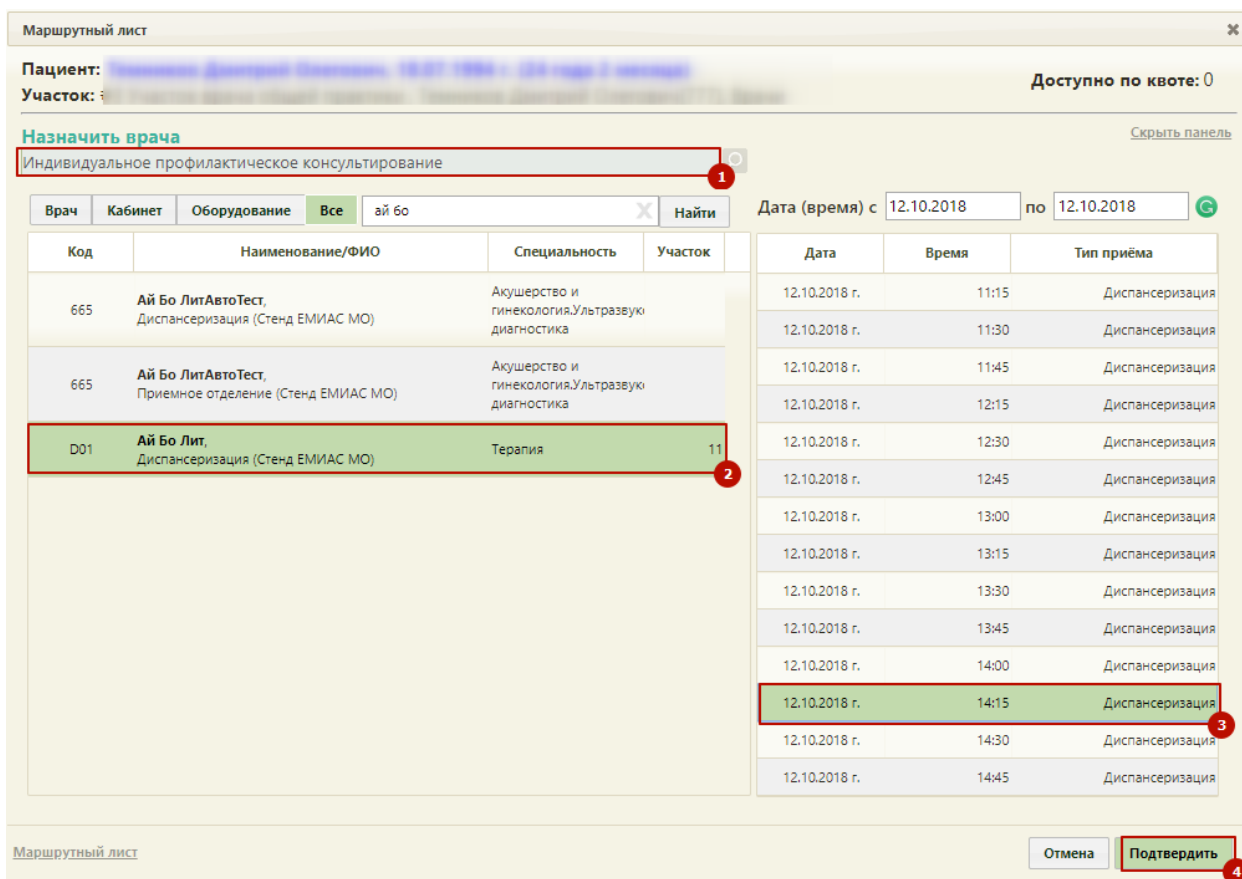 Маршрутный лист
Пациент:
Участок:
Доступно по квоте: 0
Назначить врача
Скрыть панель
Индивидуальное профилактическое консультирование
1
Врач Кабинет Оборудование Все ай бо X Найти
Дата (время) с 12.10.2018 по 12.10.2018
Код Наименование/ФИО Специальность Участок
665 Ай Бо ЛитАвтоТест,
Диспансеризация (Стенд ЕМИАС МО)
Акушерство и
гинекология.Ультразвук
диагностика
665 Ай Бо ЛитАвтоТест,
Приемное отделение (Стенд ЕМИАС МО)
Акушерство и
гинекология.Ультразвук
диагностика
D01 Ай Бо Лит,
Диспансеризация (Стенд ЕМИАС МО)
Терапия 11
2
Дата Время Тип приёма
12.10.2018 г. 11:15 Диспансеризация
12.10.2018 г. 11:30 Диспансеризация
12.10.2018 г. 11:45 Диспансеризация
12.10.2018 г. 12:15 Диспансеризация
12.10.2018 г. 12:30 Диспансеризация
12.10.2018 г. 12:45 Диспансеризация
12.10.2018 г. 13:00 Диспансеризация
12.10.2018 г. 13:15 Диспансеризация
12.10.2018 г. 13:30 Диспансеризация
12.10.2018 г. 13:45 Диспансеризация
12.10.2018 г. 14:00 Диспансеризация
12.10.2018 г. 14:15 Диспансеризация
3
12.10.2018 г. 14:30 Диспансеризация
12.10.2018 г. 14:45 Диспансеризация
Маршрутный лист
Отмена Подтвердить
4